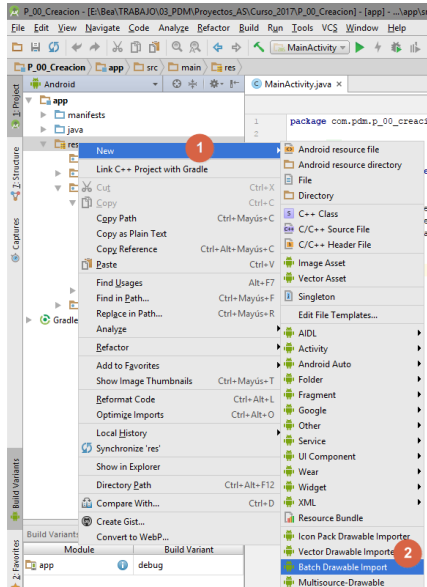 P_00_Creacion - [E:\Bea\TRABAJO\03_PDM\Proyectos_AS\Curso_2017\P_00_Creacion] - [app] - ...\app\s
File Edit View Navigate Code Analyze Refactor Build Run Tools VCS Window Help
MainActivity
P_00_Creacion app src main res
Android
MainActivity.java ×
1: Project
app
manifests
java
res
1
2
package com.pdm.p_00_creaci
Gradle
7: Structure
Captures
Build Variants
2: Favorites
New
1
Link C++ Project with Gradle
Cut Ctrl+X
Copy Ctrl+C
Copy Path Ctrl+Mayús+C
Copy as Plain Text
Copy Reference Ctrl+Alt+Mayús+C
Paste Ctrl+V
Find Usages Alt+F7
Find in Path... Ctrl+Mayús+F
Replace in Path... Ctrl+Mayús+R
Analyze
Refactor
Add to Favorites
Show Image Thumbnails Ctrl+Mayús+T
Reformat Code Ctrl+Alt+L
Optimize Imports Ctrl+Alt+O
Local History
Synchronize 'res'
Show in Explorer
Directory Path Ctrl+Alt+F12
Compare With... Ctrl+D
Create Gist...
Convert to WebP...
Android resource file
Android resource directory
File
Directory
C++ Class
C/C++ Source File
C/C++ Header File
Image Asset
Vector Asset
Singleton
Edit File Templates...
AIDL
Activity
Android Auto
Folder
Fragment
Google
Other
Service
UI Component
Wear
Widget
XML
Resource Bundle
Icon Pack Drawable Importer
Vector Drawable Importe
2
Batch Drawable Import
Multisource-Drawable
Build Variants
Module Build Variant
app debug